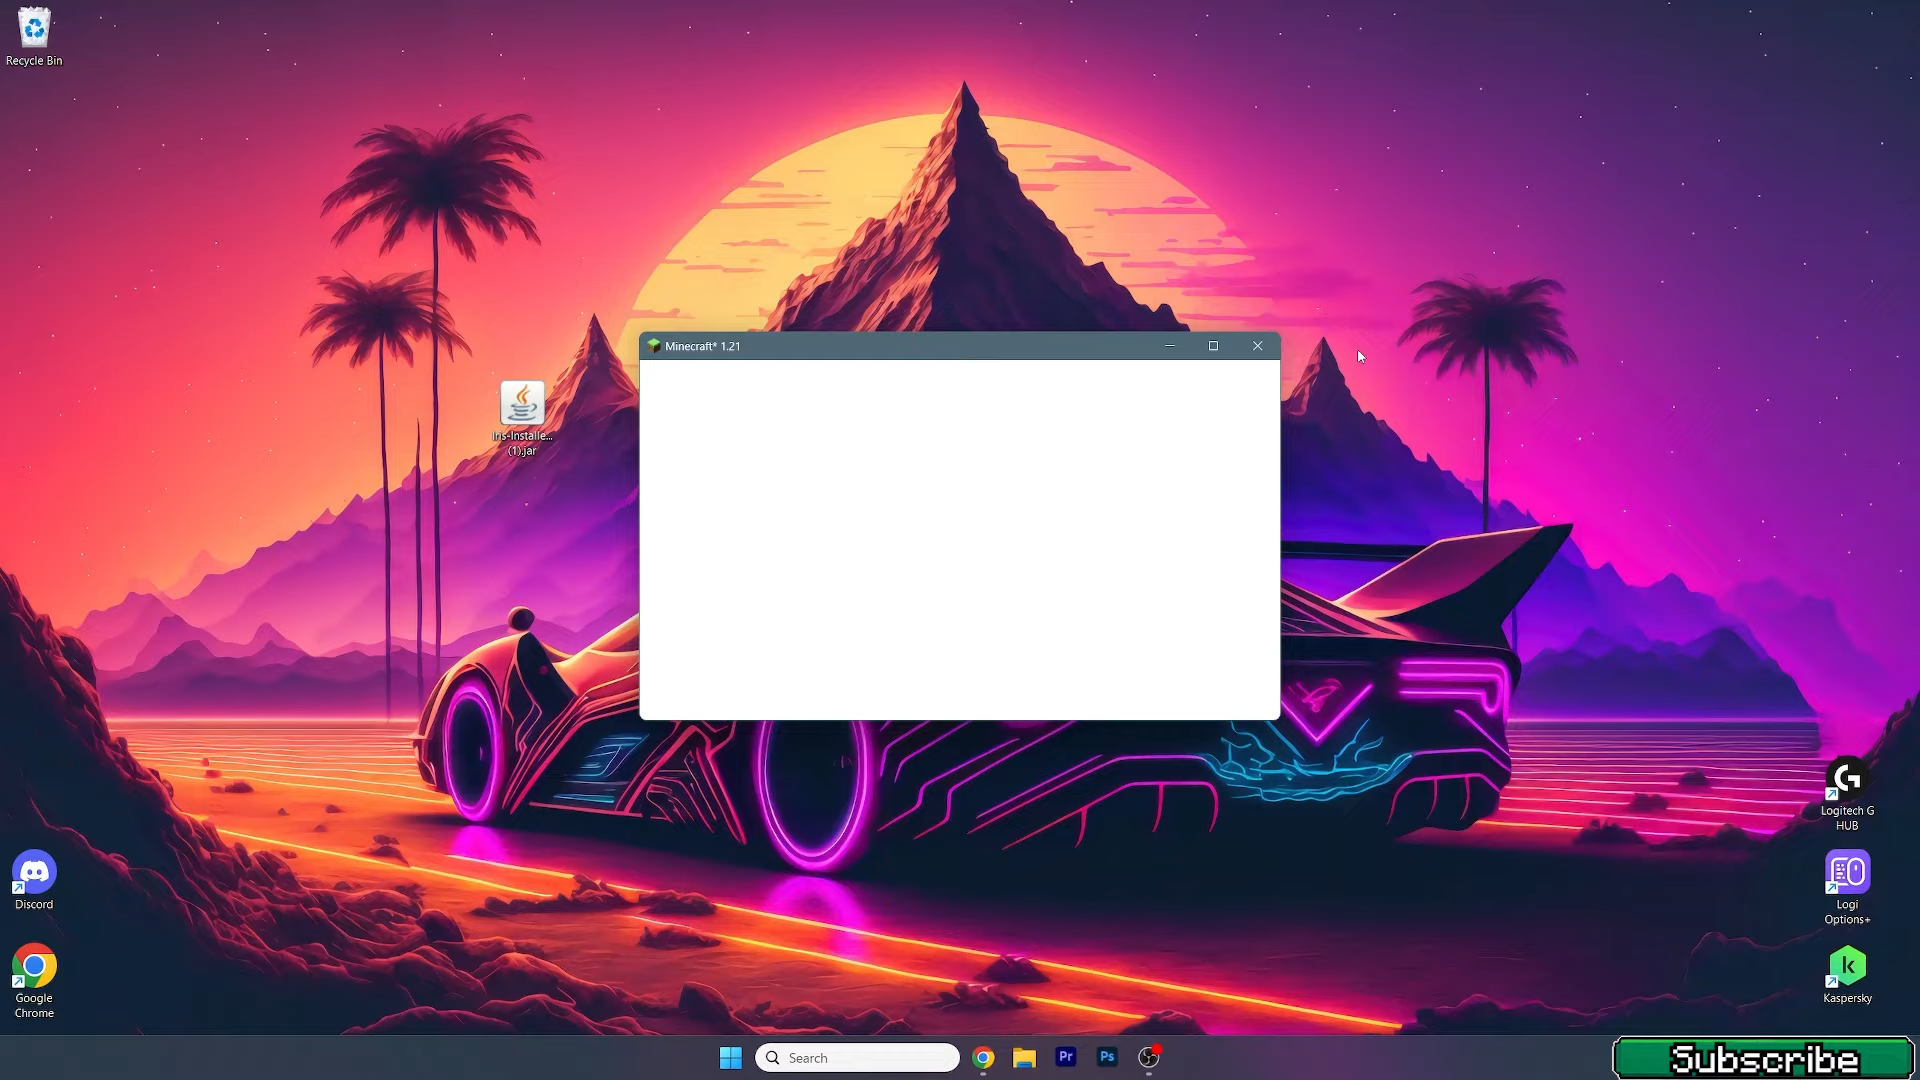 Recycle Bin
Minecraft* 1.21
Iris-Installe...
(1).jar
Logitech G
HUB
Discord
Logi
Options+
Google
Chrome
Kaspersky
Search
Pr
Ps
Subscribe